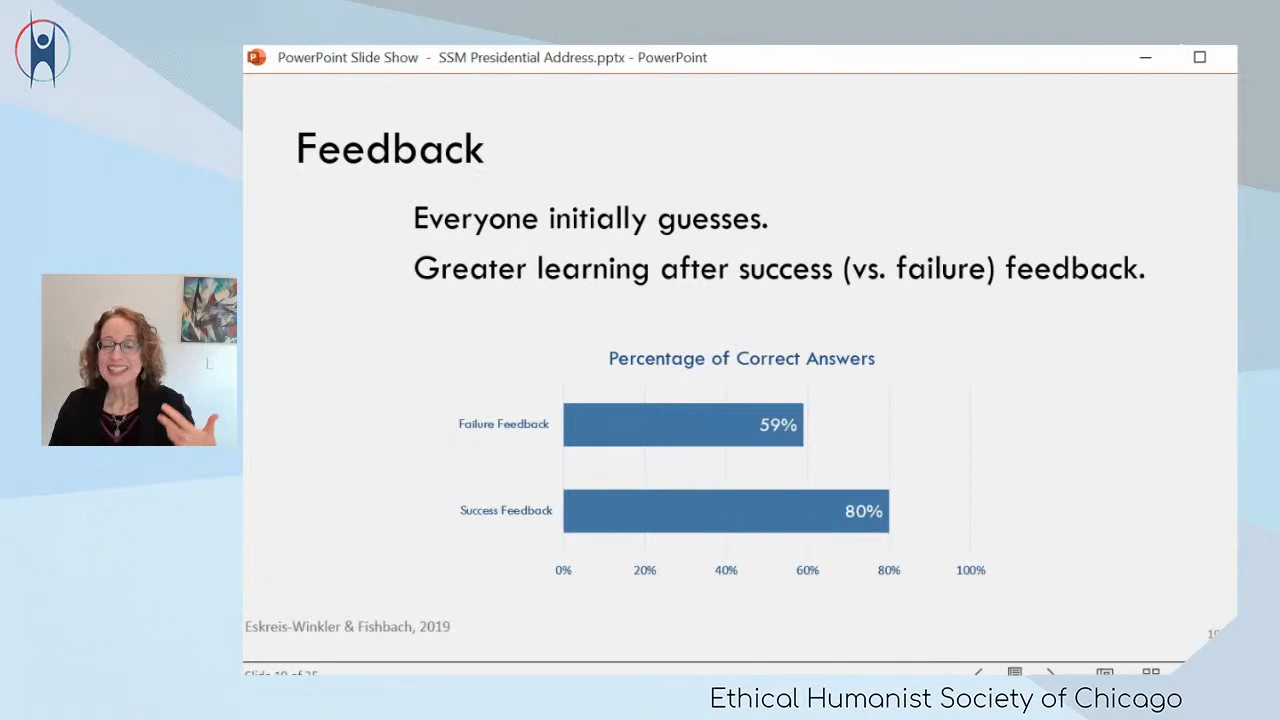 PowerPoint Slide Show - SSM Presidential Address.pptx - PowerPoint
Feedback
Everyone initially guesses.
Greater learning after success (vs. failure) feedback.
Percentage of Correct Answers
Failure Feedback 59%
Success Feedback 80%
0% 20% 40% 60% 80% 100%
Eskreis-Winkler & Fishbach, 2019
Ethical Humanist Society of Chicago